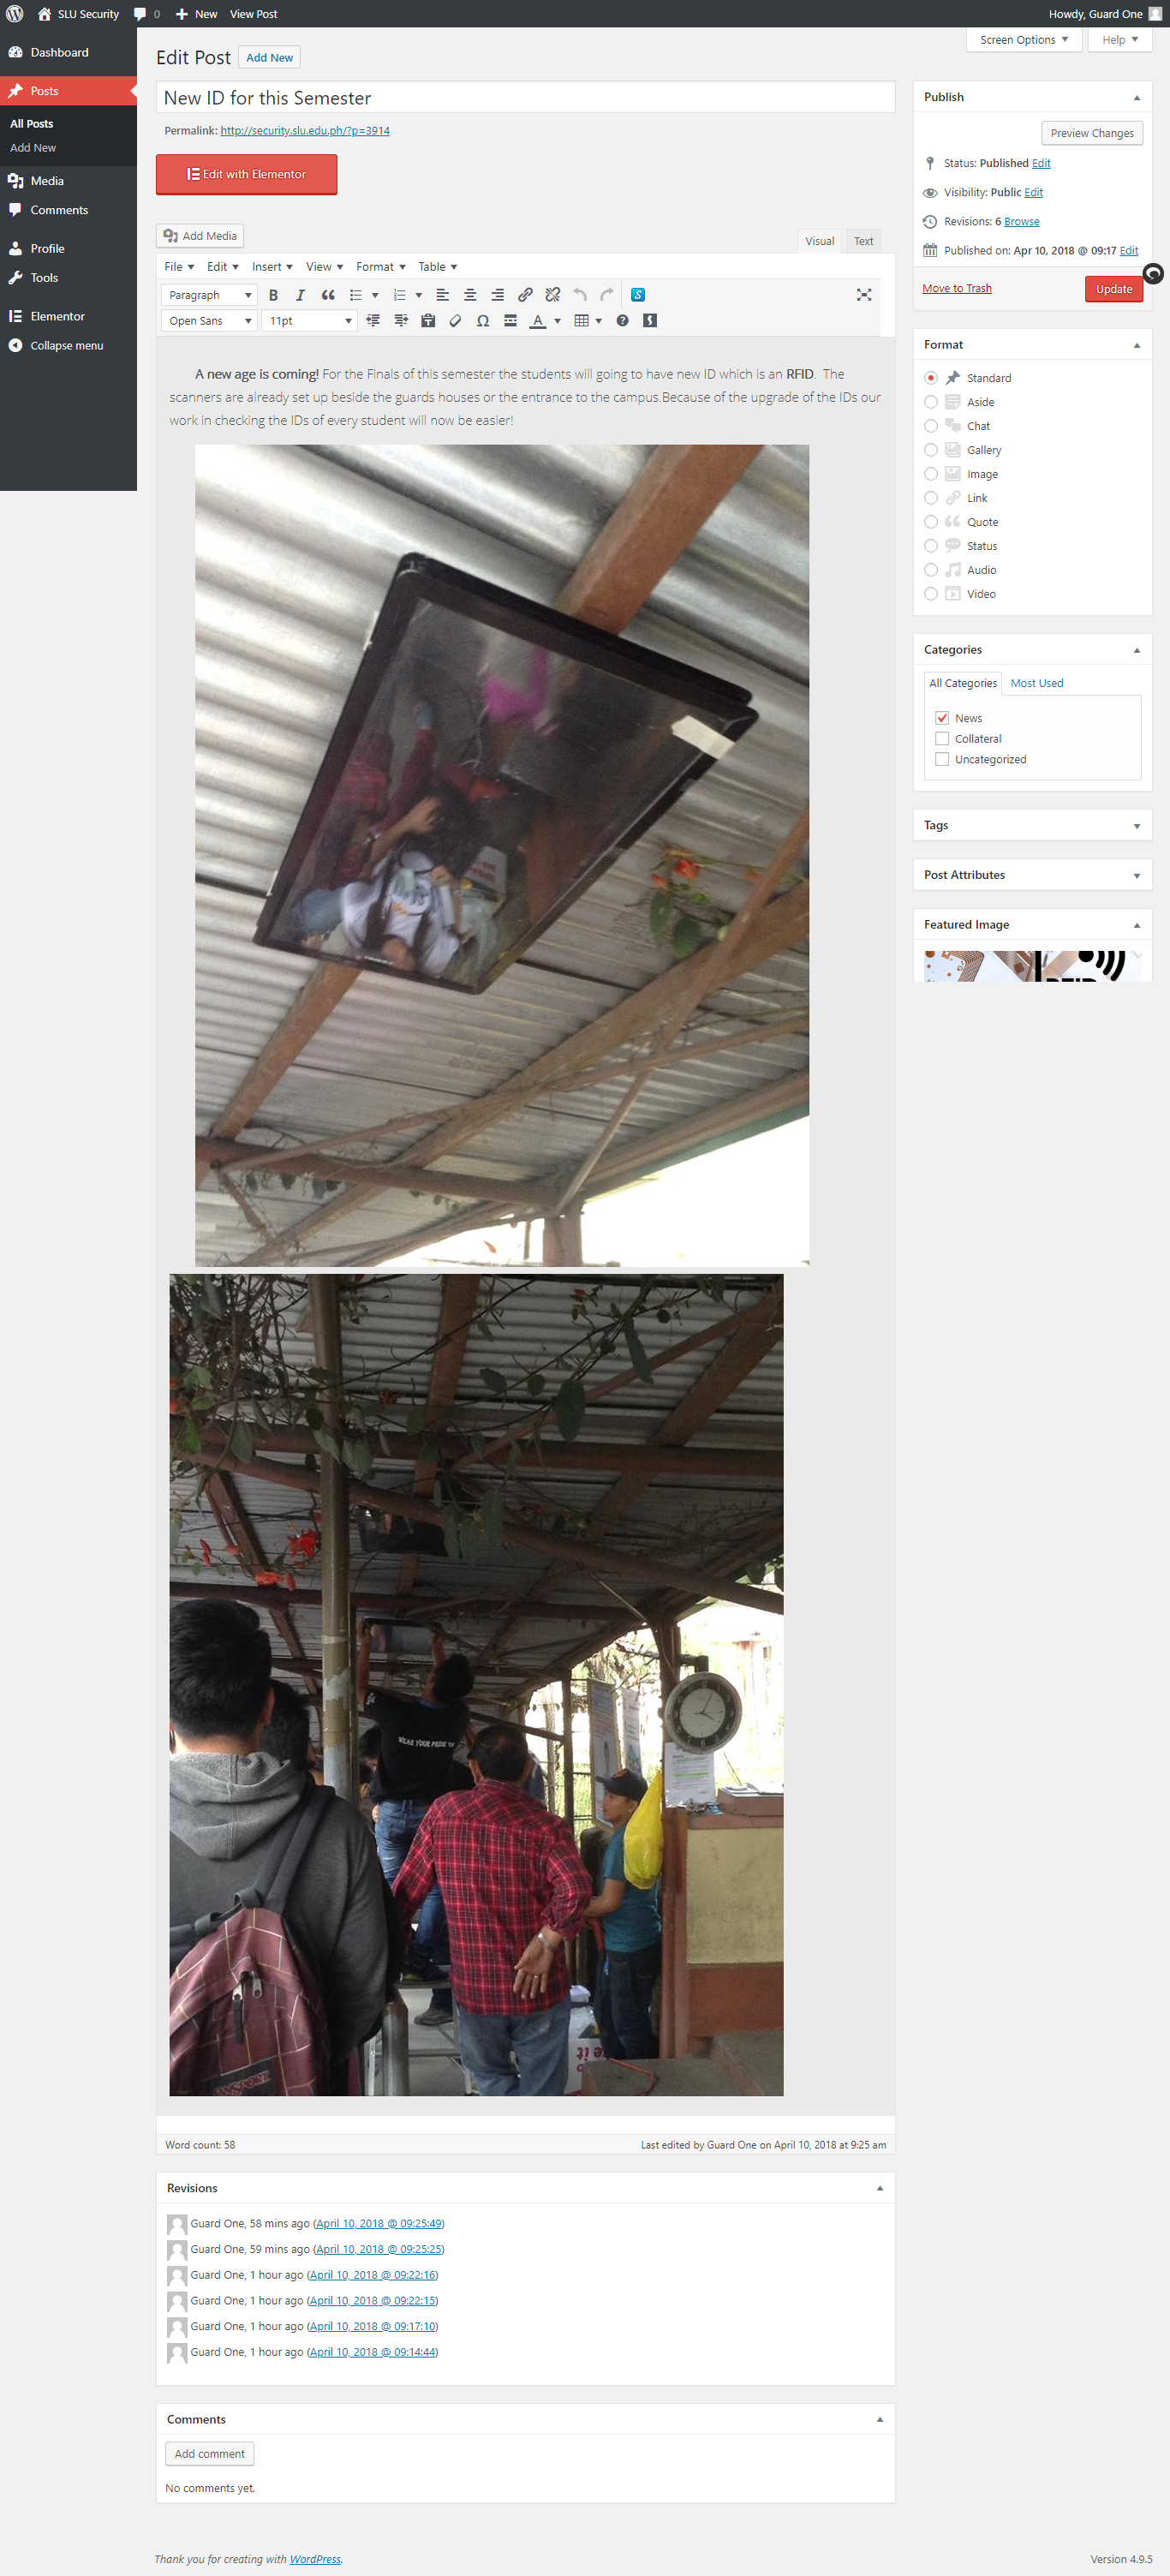 SLU Security 0 New View Post Howdy, Guard One
Screen Options Help
Dashboard
Posts
All Posts
Add New
Media
Comments
Profile
Tools
Elementor
Collapse menu
Edit Post Add New
New ID for this Semester
Permalink: http://security.slu.edu.ph/?p=3914
Edit with Elementor
Add Media
Visual Text
File Edit Insert View Format Table
Paragraph
Open Sans 11pt
A new age is coming! For the Finals of this semester the students will going to have new ID which is an RFID. The
scanners are already set up beside the guards houses or the entrance to the campus.Because of the upgrade of the IDs our
work in checking the IDs of every student will now be easier!
WEAR YOUR PRIDE
Word count: 58 Last edited by Guard One on April 10, 2018 at 9:25 am
Revisions
Guard One, 58 mins ago (April 10, 2018 @ 09:25:49)
Guard One, 59 mins ago (April 10, 2018 @ 09:25:25)
Guard One, 1 hour ago (April 10, 2018 @ 09:22:16)
Guard One, 1 hour ago (April 10, 2018 @ 09:22:15)
Guard One, 1 hour ago (April 10, 2018 @ 09:17:10)
Guard One, 1 hour ago (April 10, 2018 @ 09:14:44)
Comments
Add comment
No comments yet.
Publish
Preview Changes
Status: Published Edit
Visibility: Public Edit
Revisions: 6 Browse
Published on: Apr 10, 2018 @ 09:17 Edit
Move to Trash Update
Format
Standard
Aside
Chat
Gallery
Image
Link
Quote
Status
Audio
Video
Categories
All Categories Most Used
News
Collateral
Uncategorized
Tags
Post Attributes
Featured Image
RFID
Thank you for creating with WordPress. Version 4.9.5